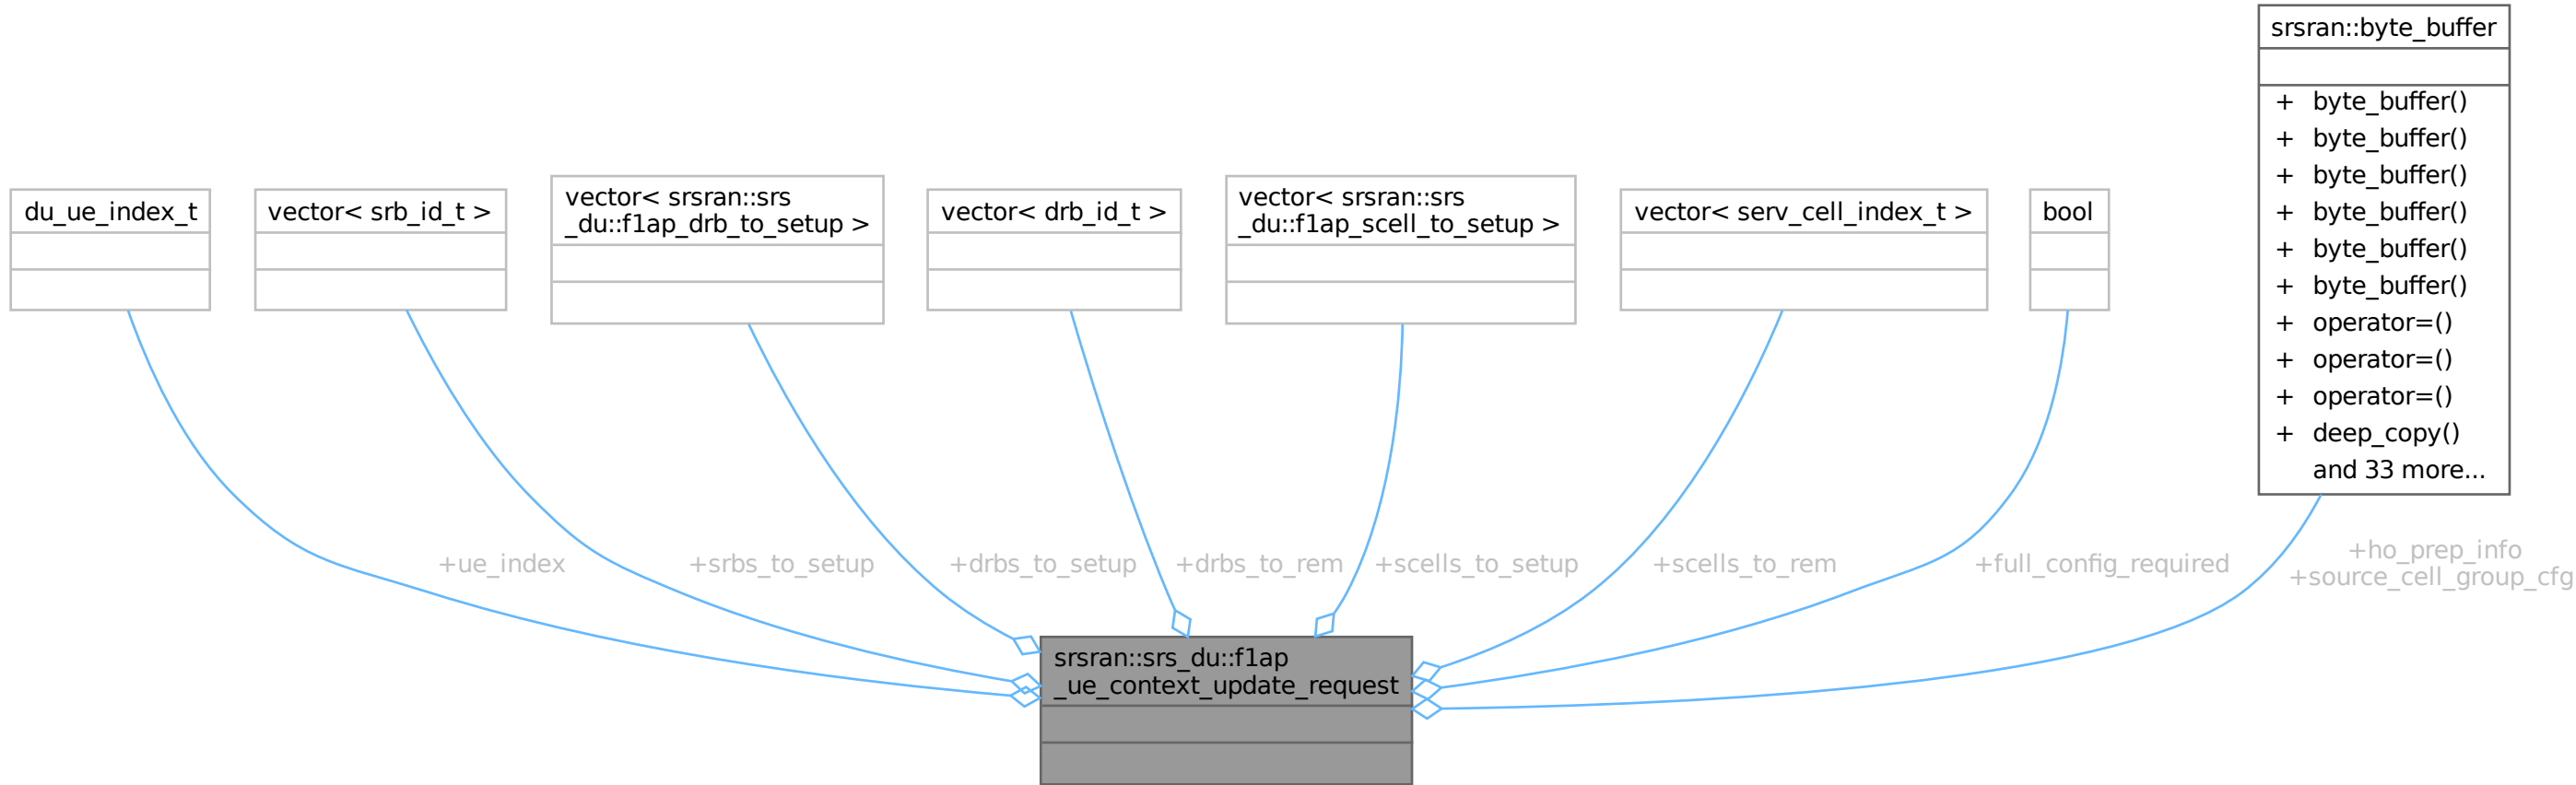 srsran::byte_buffer
+ byte_buffer()
+ byte_buffer()
+ byte_buffer()
+ byte_buffer()
+ byte_buffer()
+ byte_buffer()
+ operator=()
+ operator=()
+ operator=()
+ deep_copy()
and 33 more...
du_ue_index_t
vector< srb_id_t >
vector< srsran::srs
_du::f1ap_drb_to_setup >
vector< drb_id_t >
vector< srsran::srs
_du::f1ap_scell_to_setup >
vector< serv_cell_index_t >
bool
+ue_index
+srbs_to_setup
+drbs_to_setup
+drbs_to_rem
+scells_to_setup
+scells_to_rem
+full_config_required
+ho_prep_info
+source_cell_group_cfg
srsran::srs_du::f1ap
_ue_context_update_request